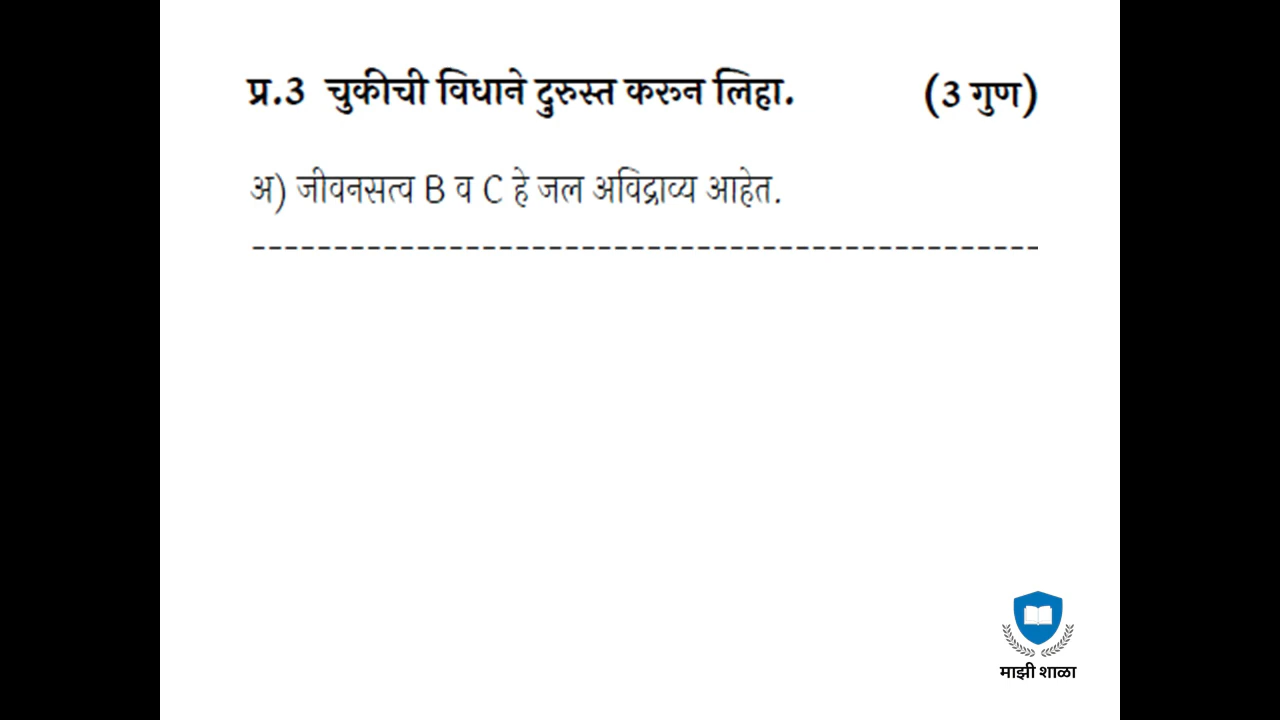 प्र.3 चुकीची विधाने दुरुस्त करून लिहा. (3 गुण)
अ) जीवनसत्व B व C हे जल अविद्राव्य आहेत.
माझी शाळा